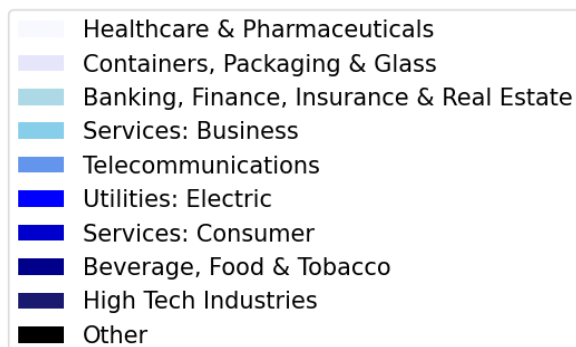 Healthcare & Pharmaceuticals
Containers, Packaging & Glass
Banking, Finance, Insurance & Real Estate
Services: Business
Telecommunications
Utilities: Electric
Services: Consumer
Beverage, Food & Tobacco
High Tech Industries
Other